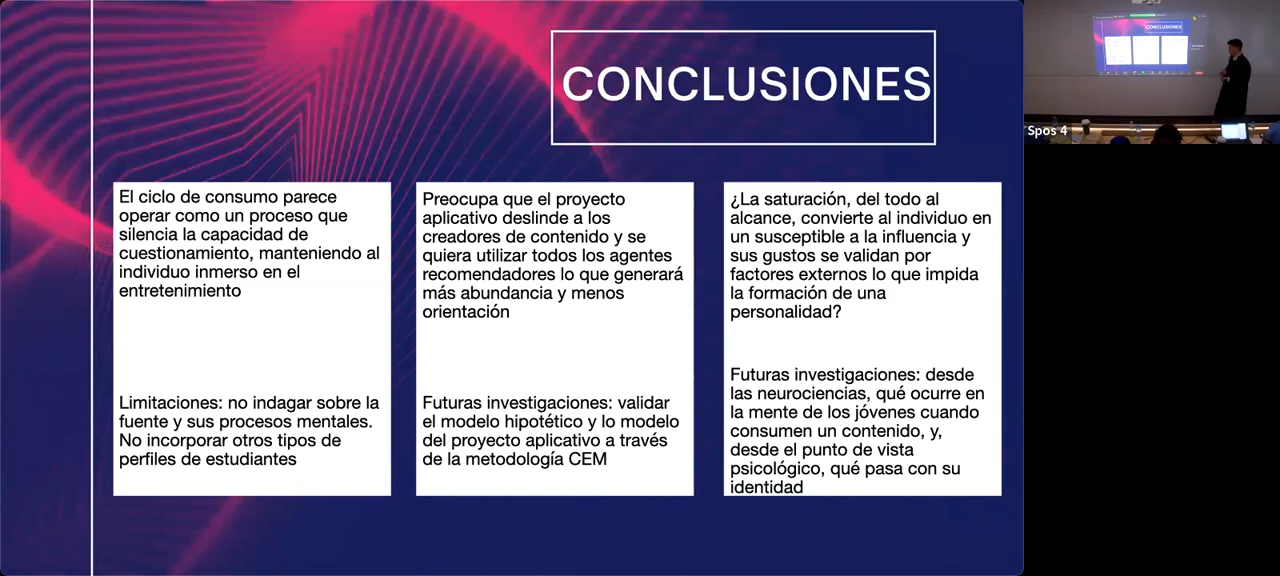 CONCLUSIONES
El ciclo de consumo parece
operar como un proceso que
silencia la capacidad de
cuestionamiento, manteniendo al
individuo inmerso en el
entretenimiento
Limitaciones: no indagar sobre la
fuente y sus procesos mentales.
No incorporar otros tipos de
perfiles de estudiantes
Preocupa que el proyecto
aplicativo deslinde a los
creadores de contenido y se
quiera utilizar todos los agentes
recomendadores lo que generará
más abundancia y menos
orientación
Futuras investigaciones: validar
el modelo hipotético y lo modelo
del proyecto aplicativo a través
de la metodología CEM
¿La saturación, del todo al
alcance, convierte al individuo en
un susceptible a la influencia y
sus gustos se validan por
factores externos lo que impida
la formación de una
personalidad?
Futuras investigaciones: desde
las neurociencias, qué ocurre en
la mente de los jóvenes cuando
consumen un contenido, y,
desde el punto de vista
psicológico, qué pasa con su
identidad
CONCLUSIONES
Spos 4